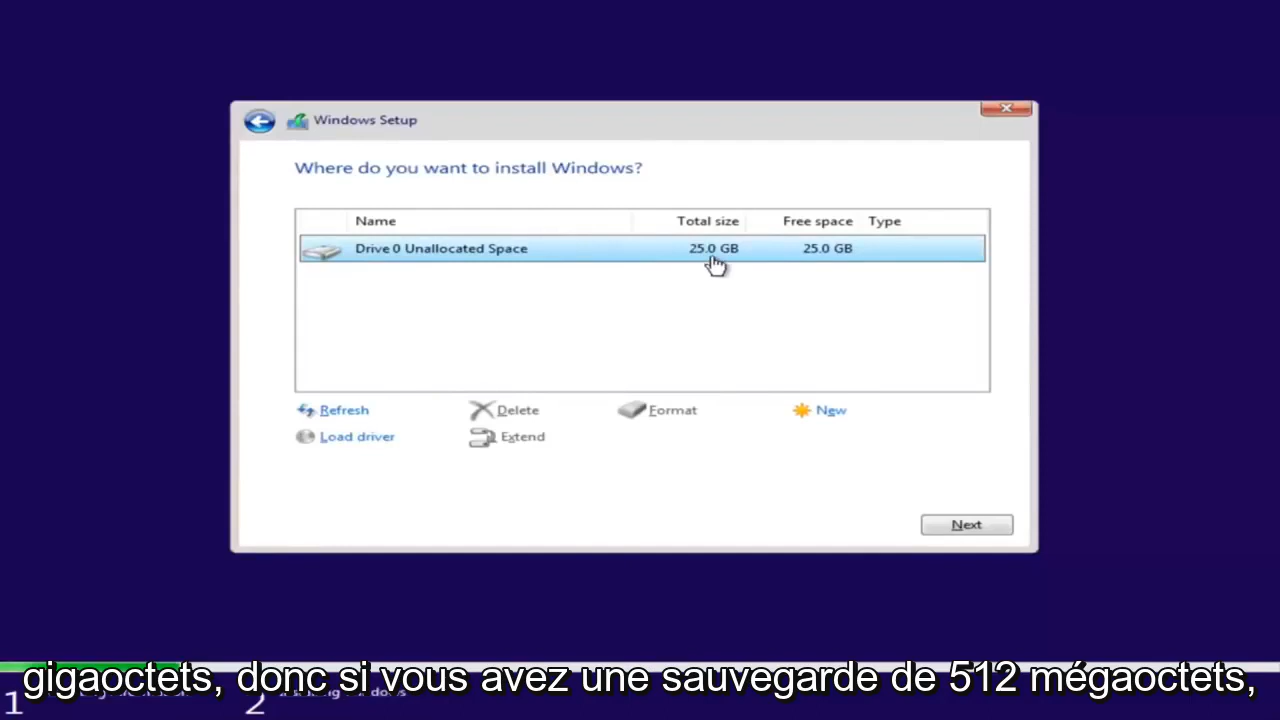 Windows Setup
Where do you want to install Windows?
Name Total size Free space Type
Drive 0 Unallocated Space 25.0 GB 25.0 GB
Refresh Delete Format New
Load driver Extend
Next
gigaoctets, donc si vous avez une sauvegarde de 512 mégaoctets,
1 2